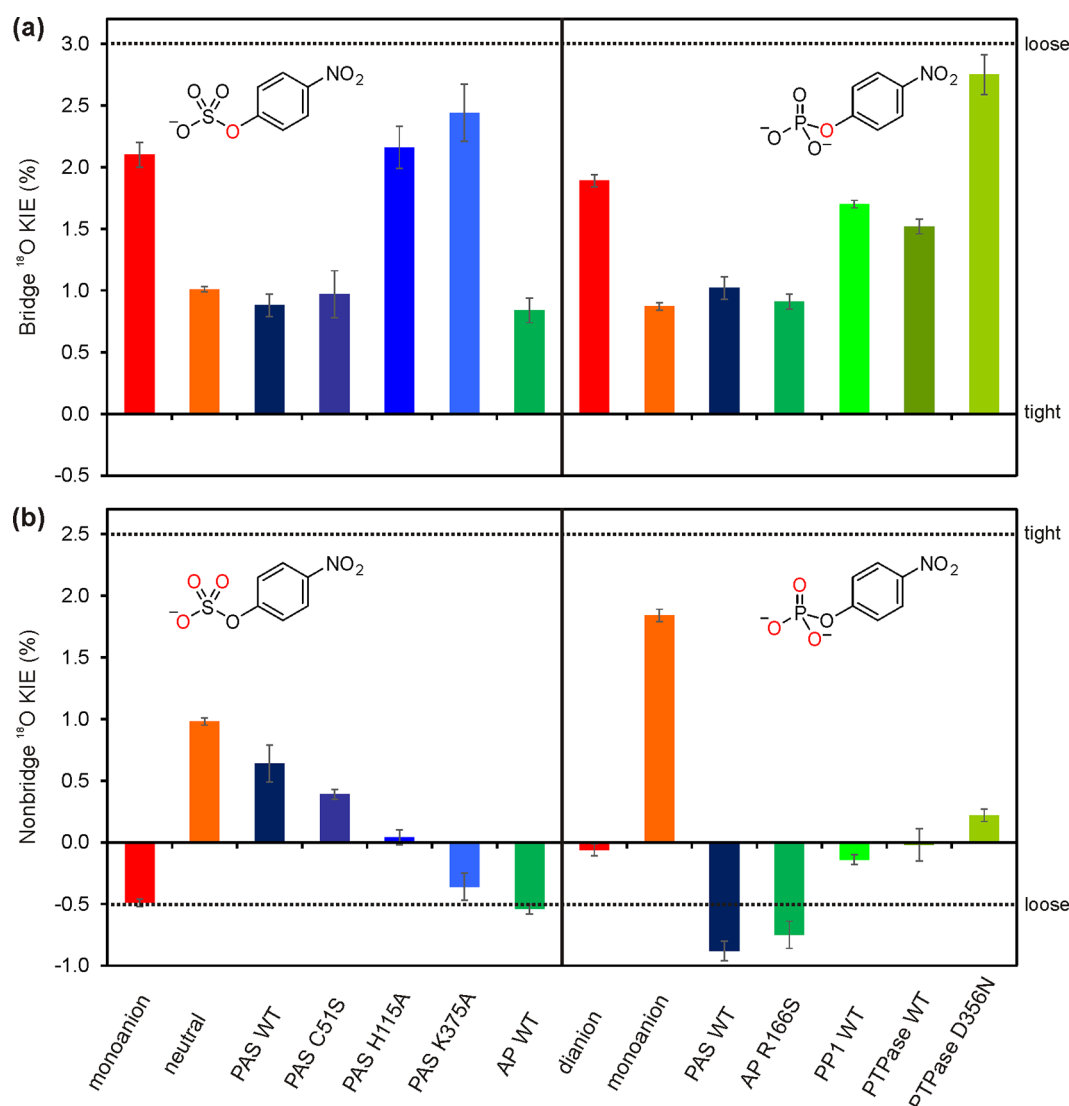 (a)
Bridge ¹⁸O KIE (%)
3.0
2.5
2.0
1.5
1.0
0.5
0.0
-0.5
loose
tight
O O
S
⁻O O
NO₂
O
P
⁻O O
O⁻
NO₂
(b)
Nonbridge ¹⁸O KIE (%)
2.5
2.0
1.5
1.0
0.5
0.0
-0.5
-1.0
tight
loose
O O
S
⁻O O
NO₂
O
P
⁻O O
O⁻
NO₂
monoanion
neutral
PAS WT
PAS C51S
PAS H115A
PAS K375A
AP WT
dianion
monoanion
PAS WT
AP R166S
PP1 WT
PTPase WT
PTPase D356N